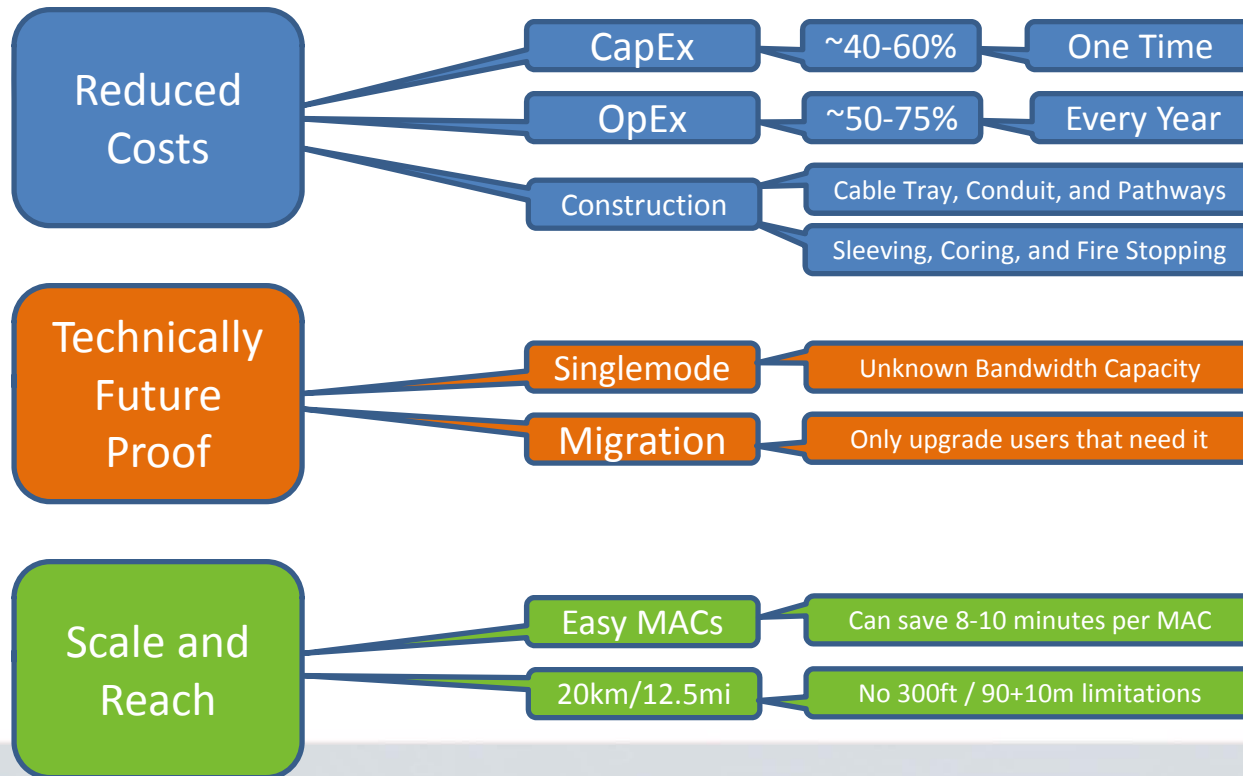 Reduced
Costs
CapEx
~40-60%
One Time
OpEx
~50-75%
Every Year
Construction
Cable Tray, Conduit, and Pathways
Sleeving, Coring, and Fire Stopping
Technically
Future
Proof
Singlemode
Unknown Bandwidth Capacity
Migration
Only upgrade users that need it
Scale and
Reach
Easy MACs
Can save 8-10 minutes per MAC
20km/12.5mi
No 300ft / 90+10m limitations